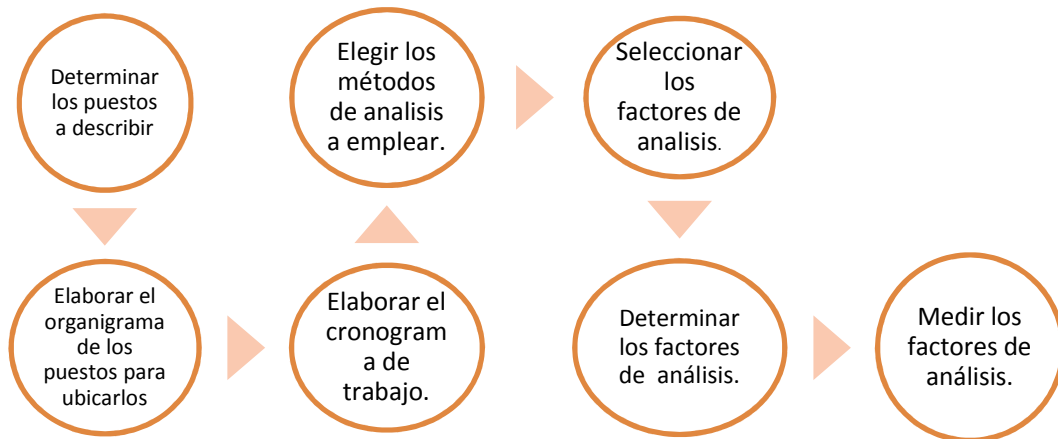 Determinar
los puestos
a describir
Elaborar el
organigrama
de los
puestos para
ubicarlos
Elaborar el
cronogram
a de
trabajo.
Elegir los
métodos
de analisis
a emplear.
Seleccionar
los
factores de
analisis.
Determinar
los factores
de análisis.
Medir los
factores de
análisis.